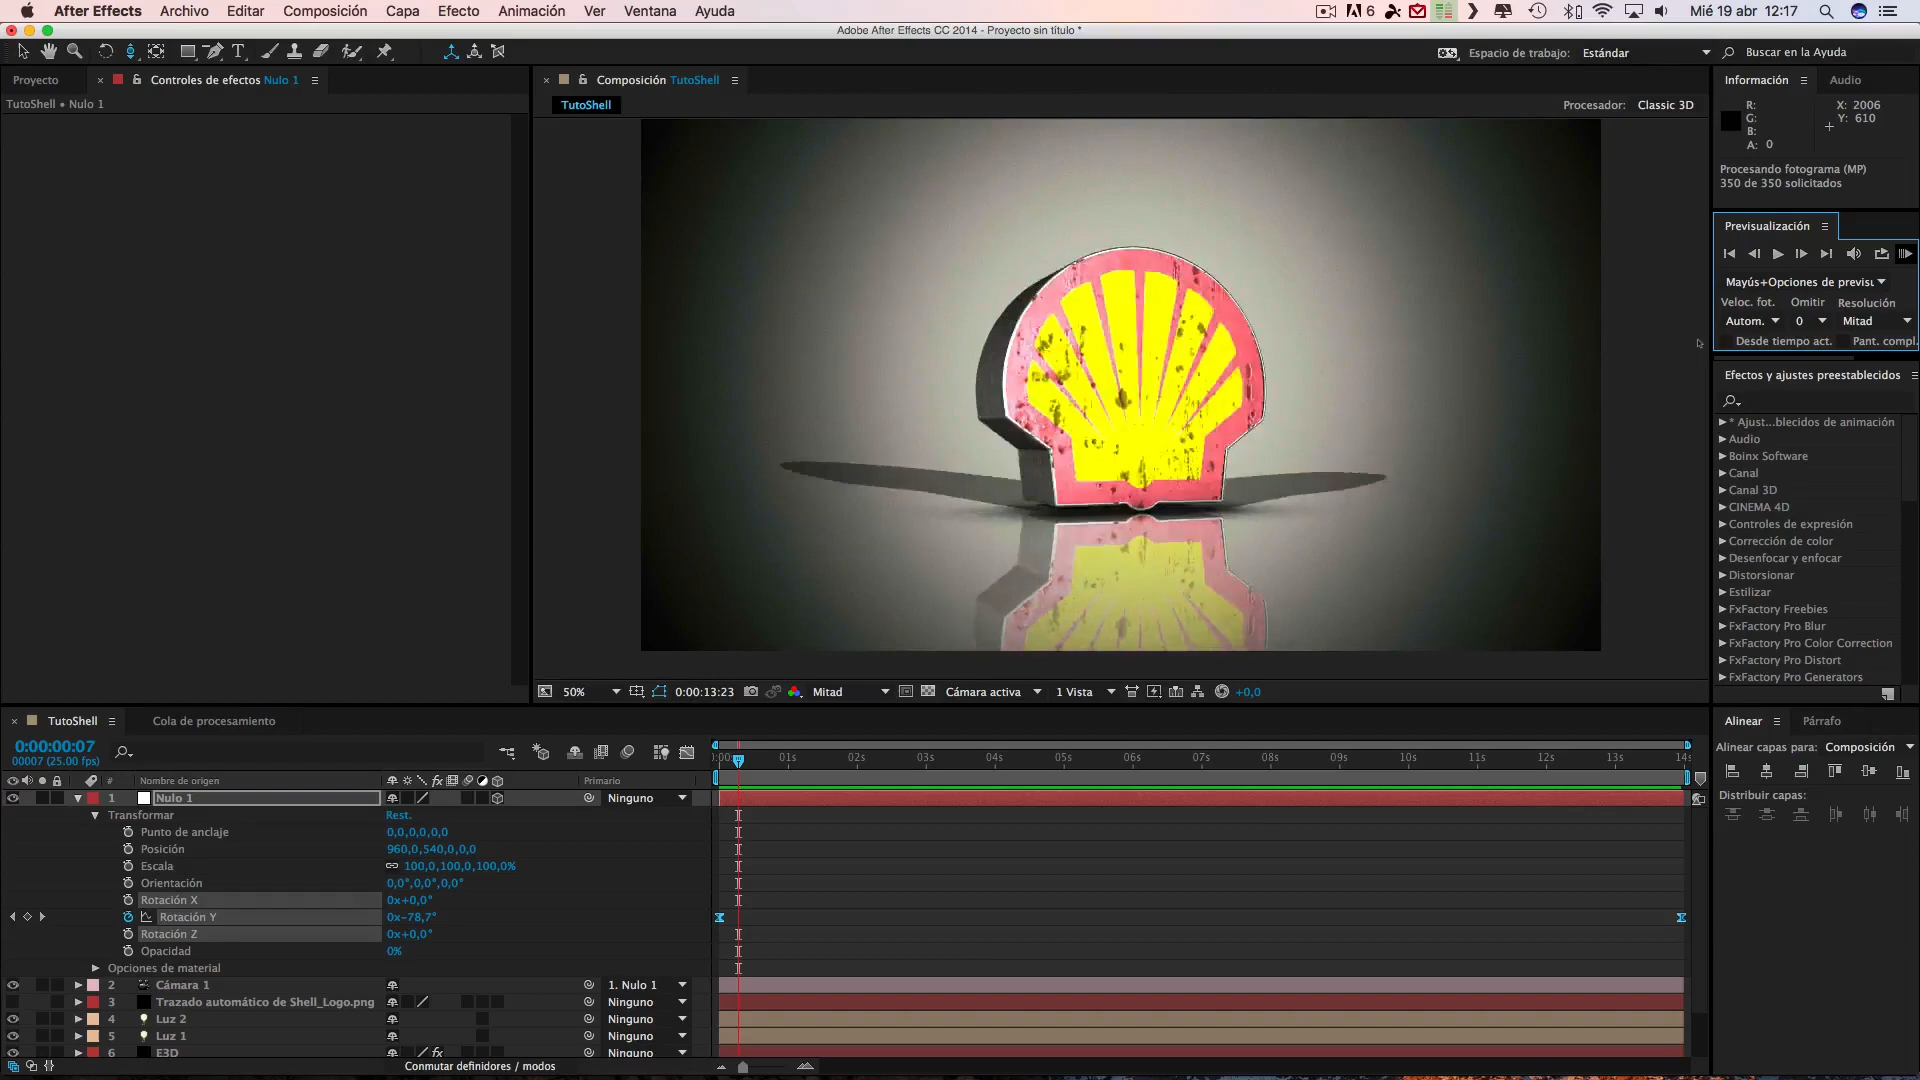 After Effects Archivo Editar Composición Capa Efecto Animación Ver Ventana Ayuda 6 Mié 19 abr 12:17
Adobe After Effects CC 2014 - Proyecto sin título *
Espacio de trabajo: Estándar Buscar en la Ayuda
Proyecto × Controles de efectos Nulo 1
TutoShell • Nulo 1
× Composición TutoShell
TutoShell
Procesador: Classic 3D
Información Audio
R: X: 2006
G: Y: 610
B:
A: 0
Procesando fotograma (MP)
350 de 350 solicitados
Previsualización
Mayús+Opciones de previsu
Veloc. fot. Omitir Resolución
Autom. 0 Mitad
Desde tiempo act. Pant. compl.
Efectos y ajustes preestablecidos
* Ajust...blecidos de animación
Audio
Boinx Software
Canal
Canal 3D
CINEMA 4D
Controles de expresión
Corrección de color
Desenfocar y enfocar
Distorsionar
Estilizar
FxFactory Freebies
FxFactory Pro Blur
FxFactory Pro Color Correction
FxFactory Pro Distort
FxFactory Pro Generators
50% 0:00:13:23 Mitad Cámara activa 1 Vista +0,0
× TutoShell Cola de procesamiento
0:00:00:07
00007 (25.00 fps)
# Nombre de origen fx Primario
:00s 01s 02s 03s 04s 05s 06s 07s 08s 09s 10s 11s 12s 13s 14s
1 Nulo 1 Ninguno
Transformar Rest.
Punto de anclaje 0,0,0,0,0,0
Posición 960,0,540,0,0,0
Escala 100,0,100,0,100,0%
Orientación 0,0°,0,0°,0,0°
Rotación X 0x+0,0°
Rotación Y 0x-78,7°
Rotación Z 0x+0,0°
Opacidad 0%
Opciones de material
2 Cámara 1 1. Nulo 1
3 Trazado automático de Shell_Logo.png Ninguno
4 Luz 2 Ninguno
5 Luz 1 Ninguno
6 E3D fx Ninguno
Conmutar definidores / modos
Alinear Párrafo
Alinear capas para: Composición
Distribuir capas: